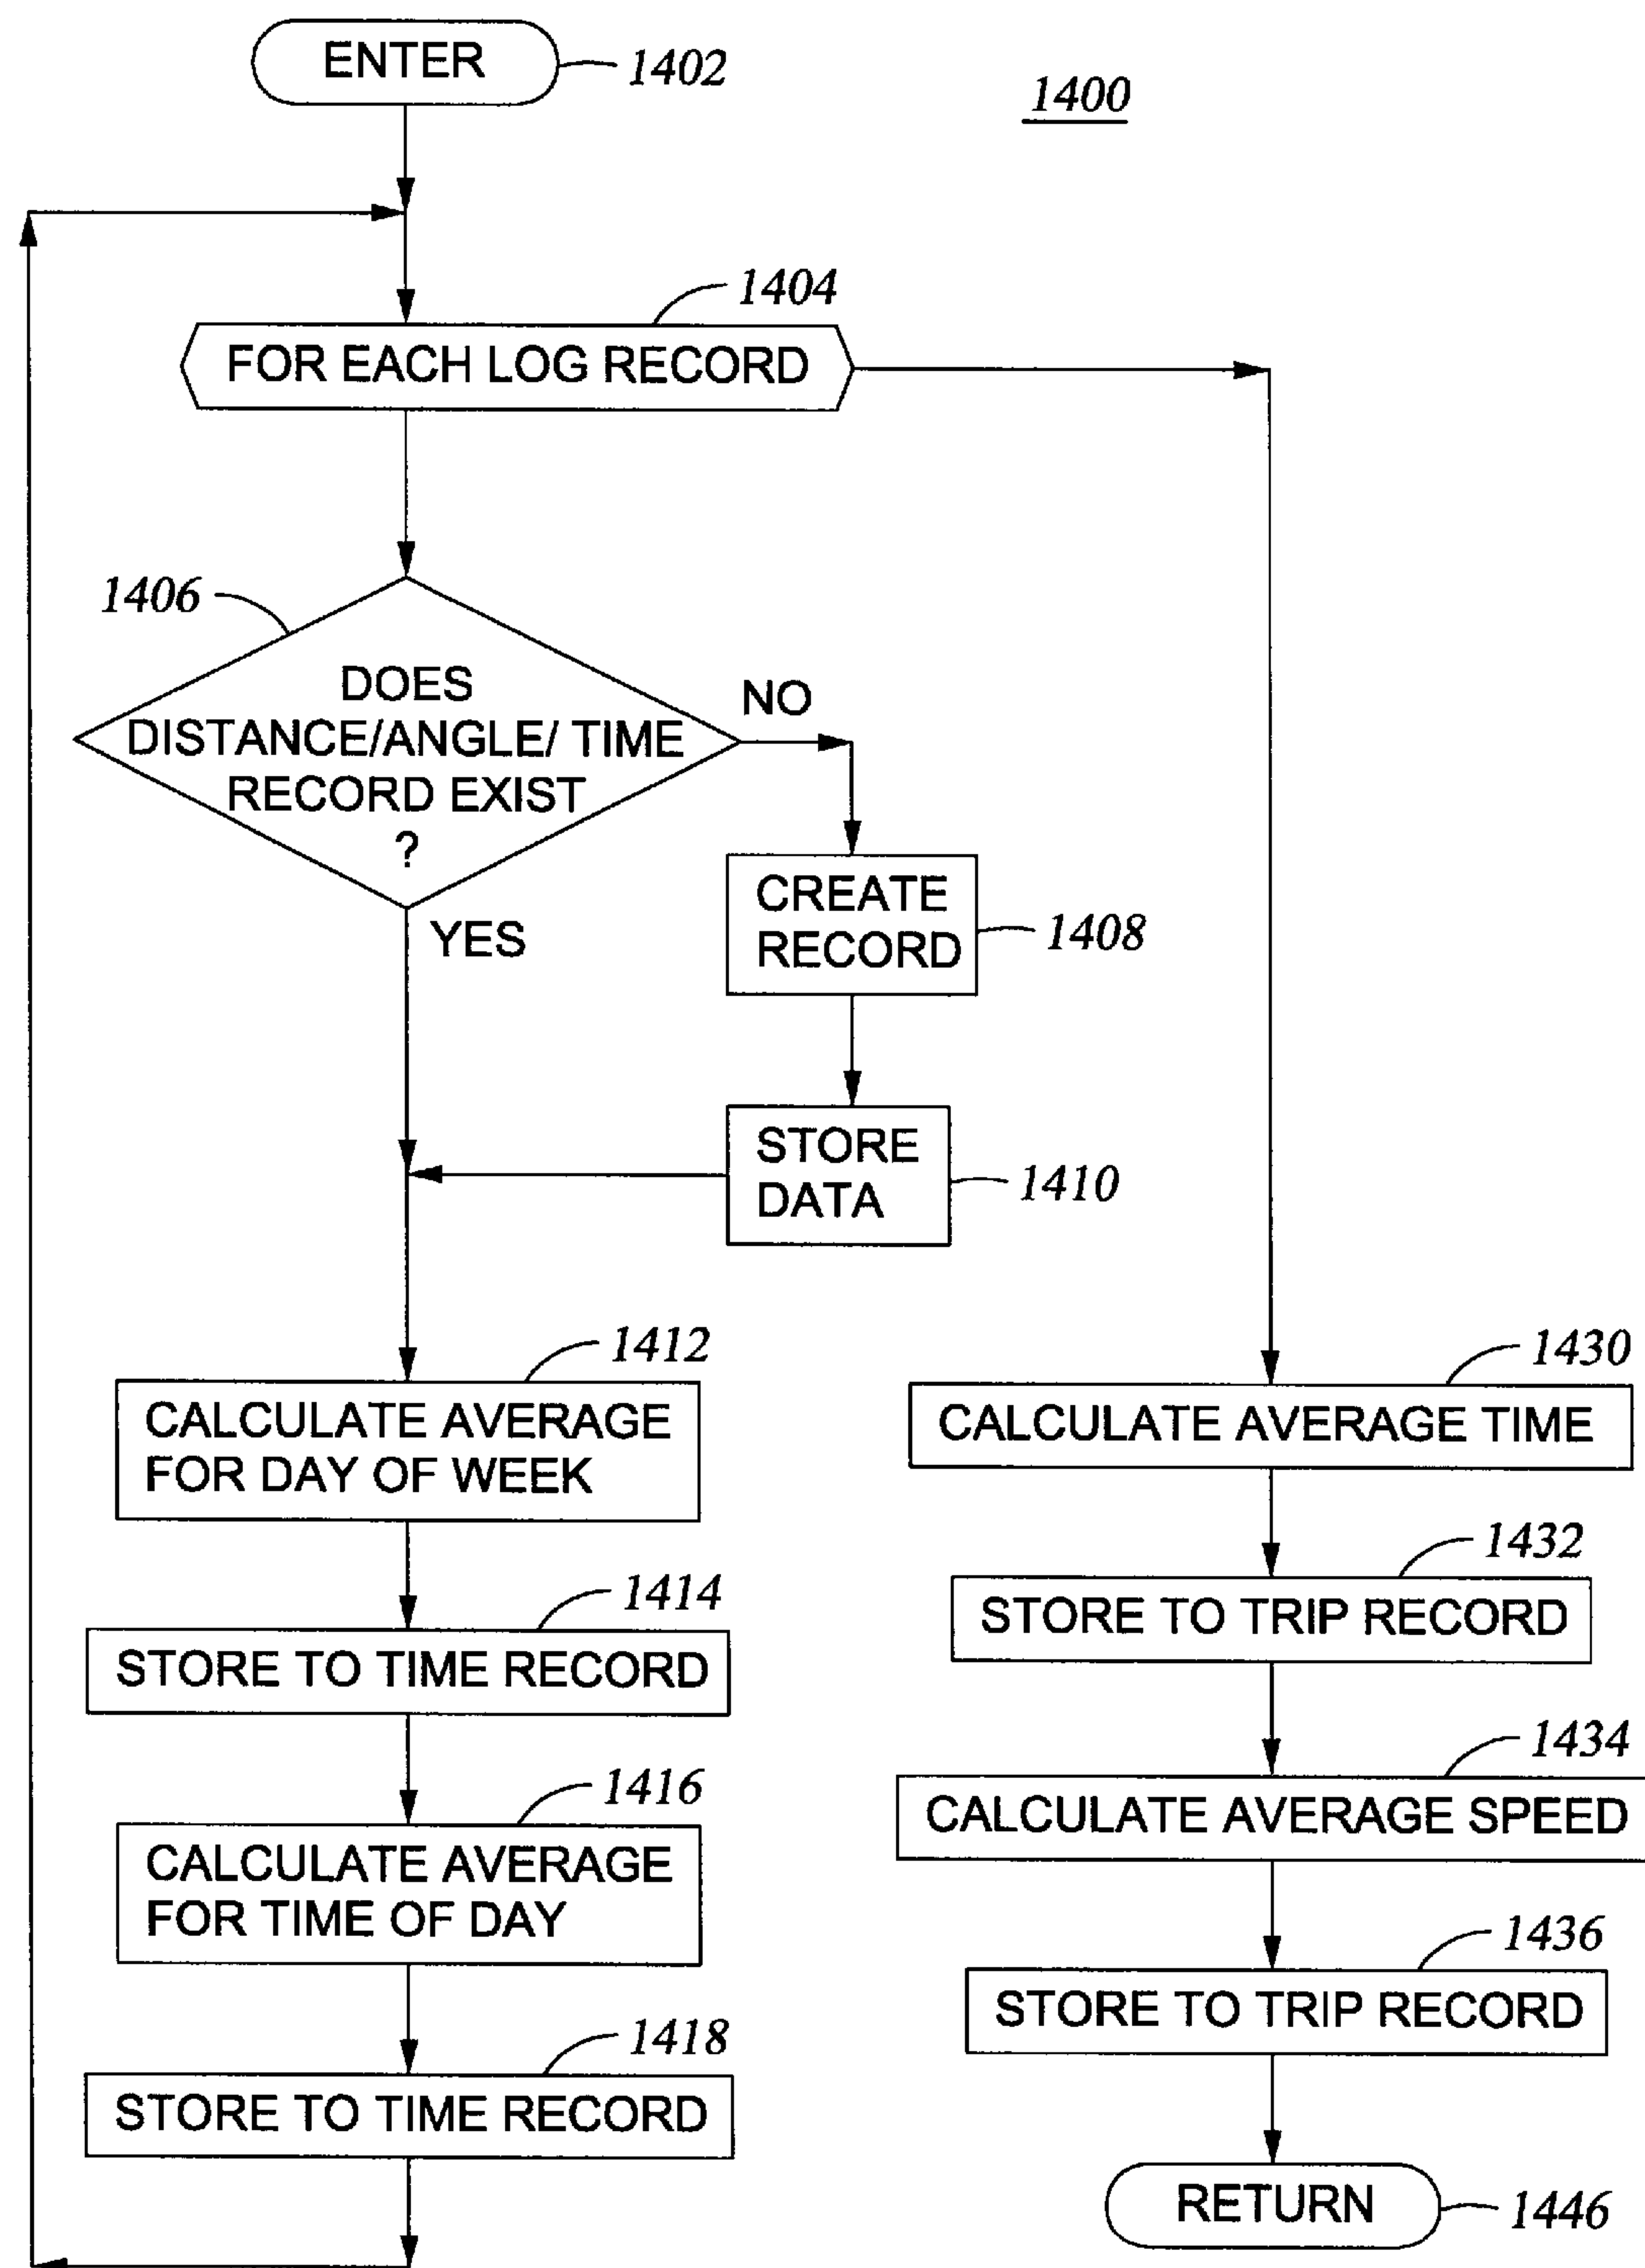 ENTER
1402
1400
1404
FOR EACH LOG RECORD
1406
DOES
DISTANCE/ANGLE/ TIME
RECORD EXIST
?
NO
YES
CREATE
RECORD
1408
STORE
DATA
1410
1412
CALCULATE AVERAGE
FOR DAY OF WEEK
1414
STORE TO TIME RECORD
1416
CALCULATE AVERAGE
FOR TIME OF DAY
1418
STORE TO TIME RECORD
1430
CALCULATE AVERAGE TIME
1432
STORE TO TRIP RECORD
1434
CALCULATE AVERAGE SPEED
1436
STORE TO TRIP RECORD
RETURN
1446